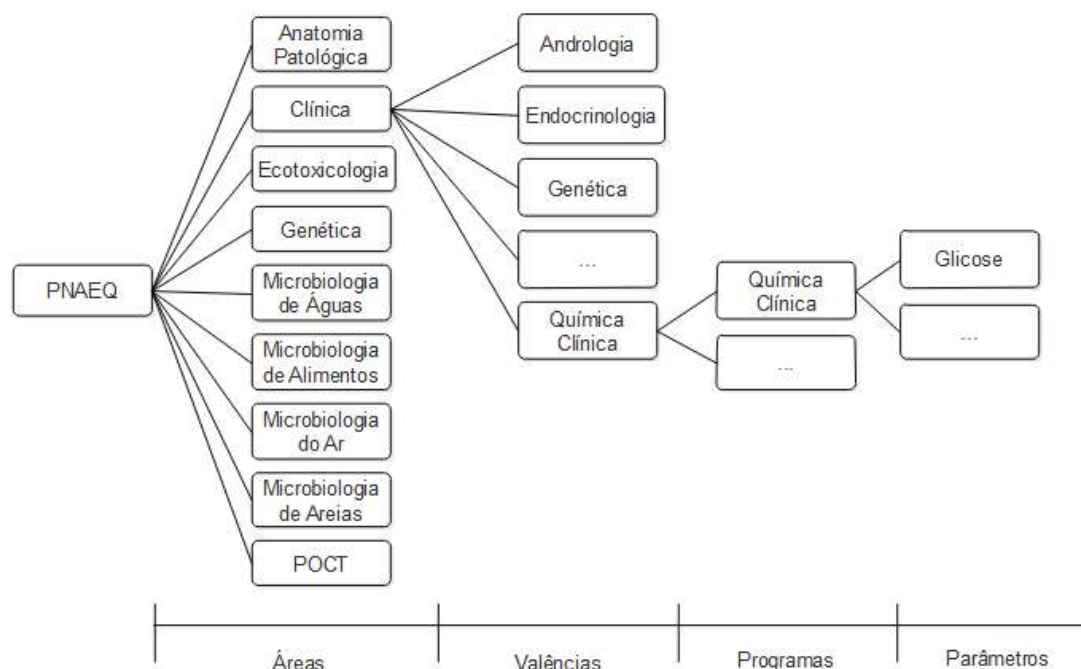 PNAEQ
Anatomia
Patológica
Clínica
Ecotoxicologia
Genética
Microbiologia
de Águas
Microbiologia
de Alimentos
Microbiologia
do Ar
Microbiologia
de Areias
POCT
Andrologia
Endocrinologia
Genética
...
Química
Clínica
Química
Clínica
...
Glicose
...
Áreas
Valências
Programas
Parâmetros